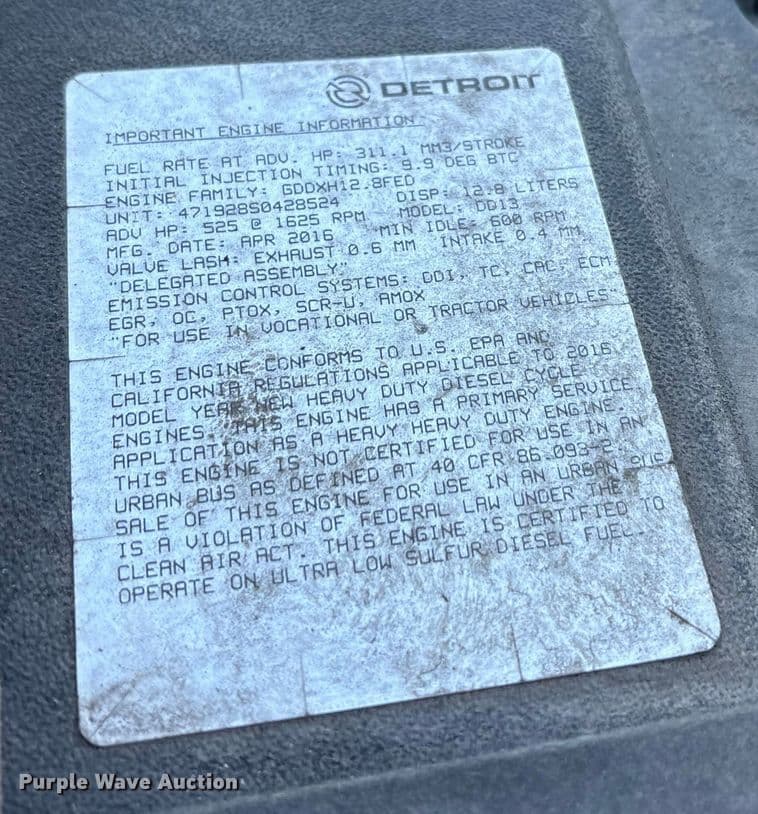 DETROIT
IMPORTANT ENGINE INFORMATION
FUEL RATE AT ADV. HP: 311.1 MM3/STROKE
INITIAL INJECTION TIMING: 9.9 DEG BTC
ENGINE FAMILY: GDDXH12.8FED DISP: 12.8 LITERS
UNIT: 471928S0428524 MODEL: DD13
ADV HP: 525 @ 1625 RPM MIN IDLE: 600 RPM
MFG. DATE: APR 2016
VALVE LASH: EXHAUST 0.6 MM INTAKE 0.4 MM
"DELEGATED ASSEMBLY"
EMISSION CONTROL SYSTEMS: DDI, TC, CAC, ECM
EGR, OC, PTOX, SCR-U, AMOX
"FOR USE IN VOCATIONAL OR TRACTOR VEHICLES"
THIS ENGINE CONFORMS TO U.S. EPA AND
CALIFORNIA REGULATIONS APPLICABLE TO 2016
MODEL YEAR NEW HEAVY DUTY DIESEL CYCLE
ENGINES. THIS ENGINE HAS A PRIMARY SERVICE
APPLICATION AS A HEAVY HEAVY DUTY ENGINE.
THIS ENGINE IS NOT CERTIFIED FOR USE IN AN
URBAN BUS AS DEFINED AT 40 CFR 86.093-2.
SALE OF THIS ENGINE FOR USE IN AN URBAN BUS
IS A VIOLATION OF FEDERAL LAW UNDER THE
CLEAN AIR ACT. THIS ENGINE IS CERTIFIED TO
OPERATE ON ULTRA LOW SULFUR DIESEL FUEL.
Purple Wave Auction